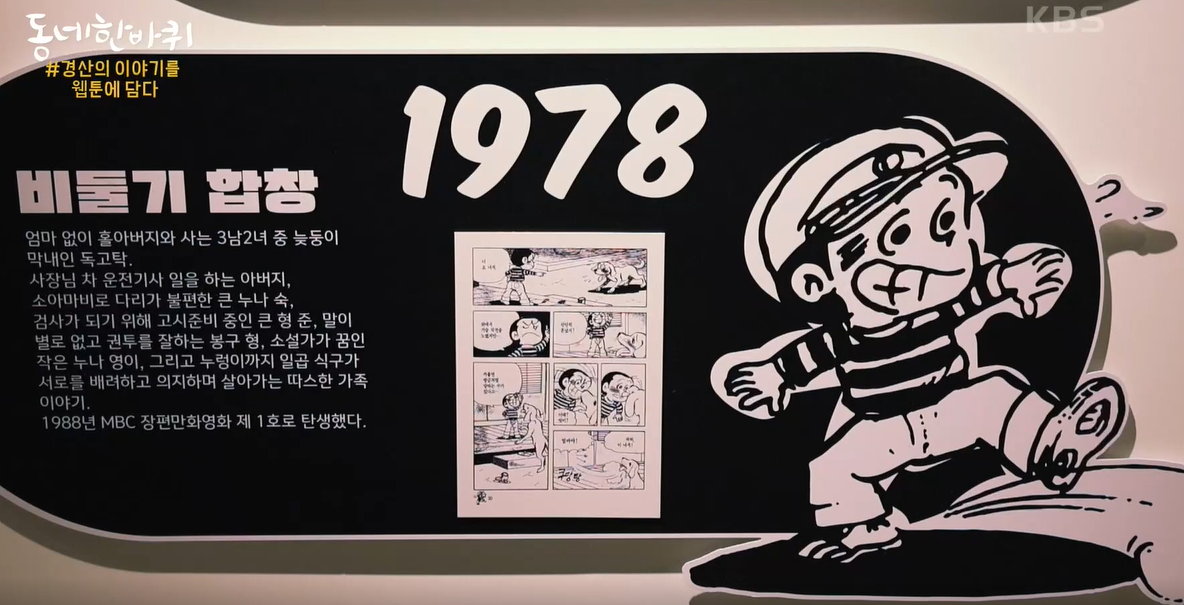 동네한바퀴
KBS
#경산의 이야기를
웹툰에 담다
1978
비둘기 합창
엄마 없이 홀아버지와 사는 3남2녀 중 늦둥이
막내인 독고탁.
사장님 차 운전기사 일을 하는 아버지,
소아마비로 다리가 불편한 큰 누나 숙,
검사가 되기 위해 고시준비 중인 큰 형 준, 말이
별로 없고 권투를 잘하는 봉구 형, 소설가가 꿈인
작은 누나 영이, 그리고 누렁이까지 일곱 식구가
서로를 배려하고 의지하며 살아가는 따스한 가족
이야기.
1988년 MBC 장편만화영화 제 1호로 탄생했다.